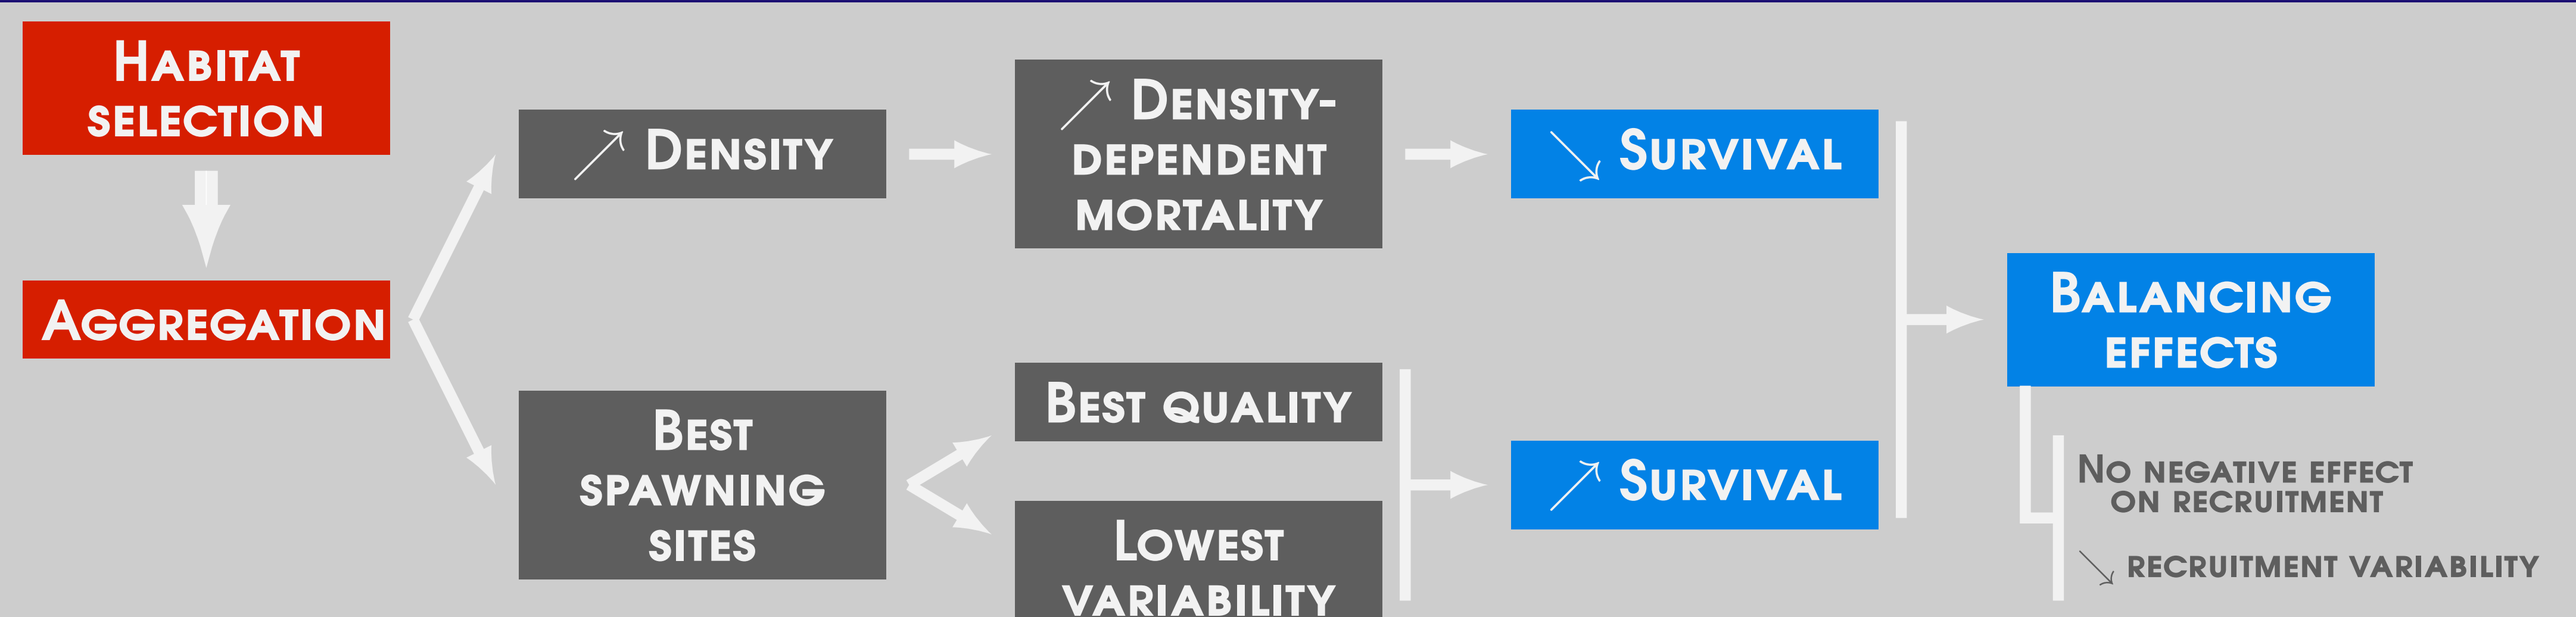 Habitat
selection
Aggregation
↗ Density
↗ Density-
dependent
mortality
↘ Survival
Best
spawning
sites
Best quality
Lowest
variability
↗ Survival
Balancing
effects
No negative effect
on recruitment
↘ recruitment variability